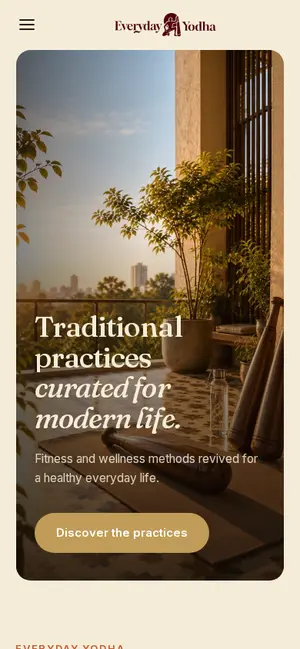 Everyday Yodha
Traditional
practices
curated for
modern life.
Fitness and wellness methods revived for
a healthy everyday life.
Discover the practices
EVERYDAY YODHA